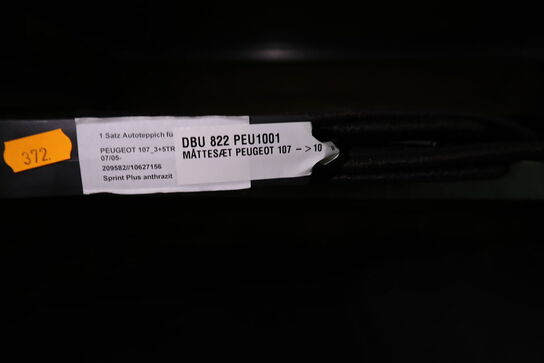 372.
1 Satz Autoteppich fü
PEUGEOT 107_3+5TR
07/05-
209582//10627156
Sprint Plus anthrazit
DBU 822 PEU1001
MÅTTESÆT PEUGEOT 107 -> 10